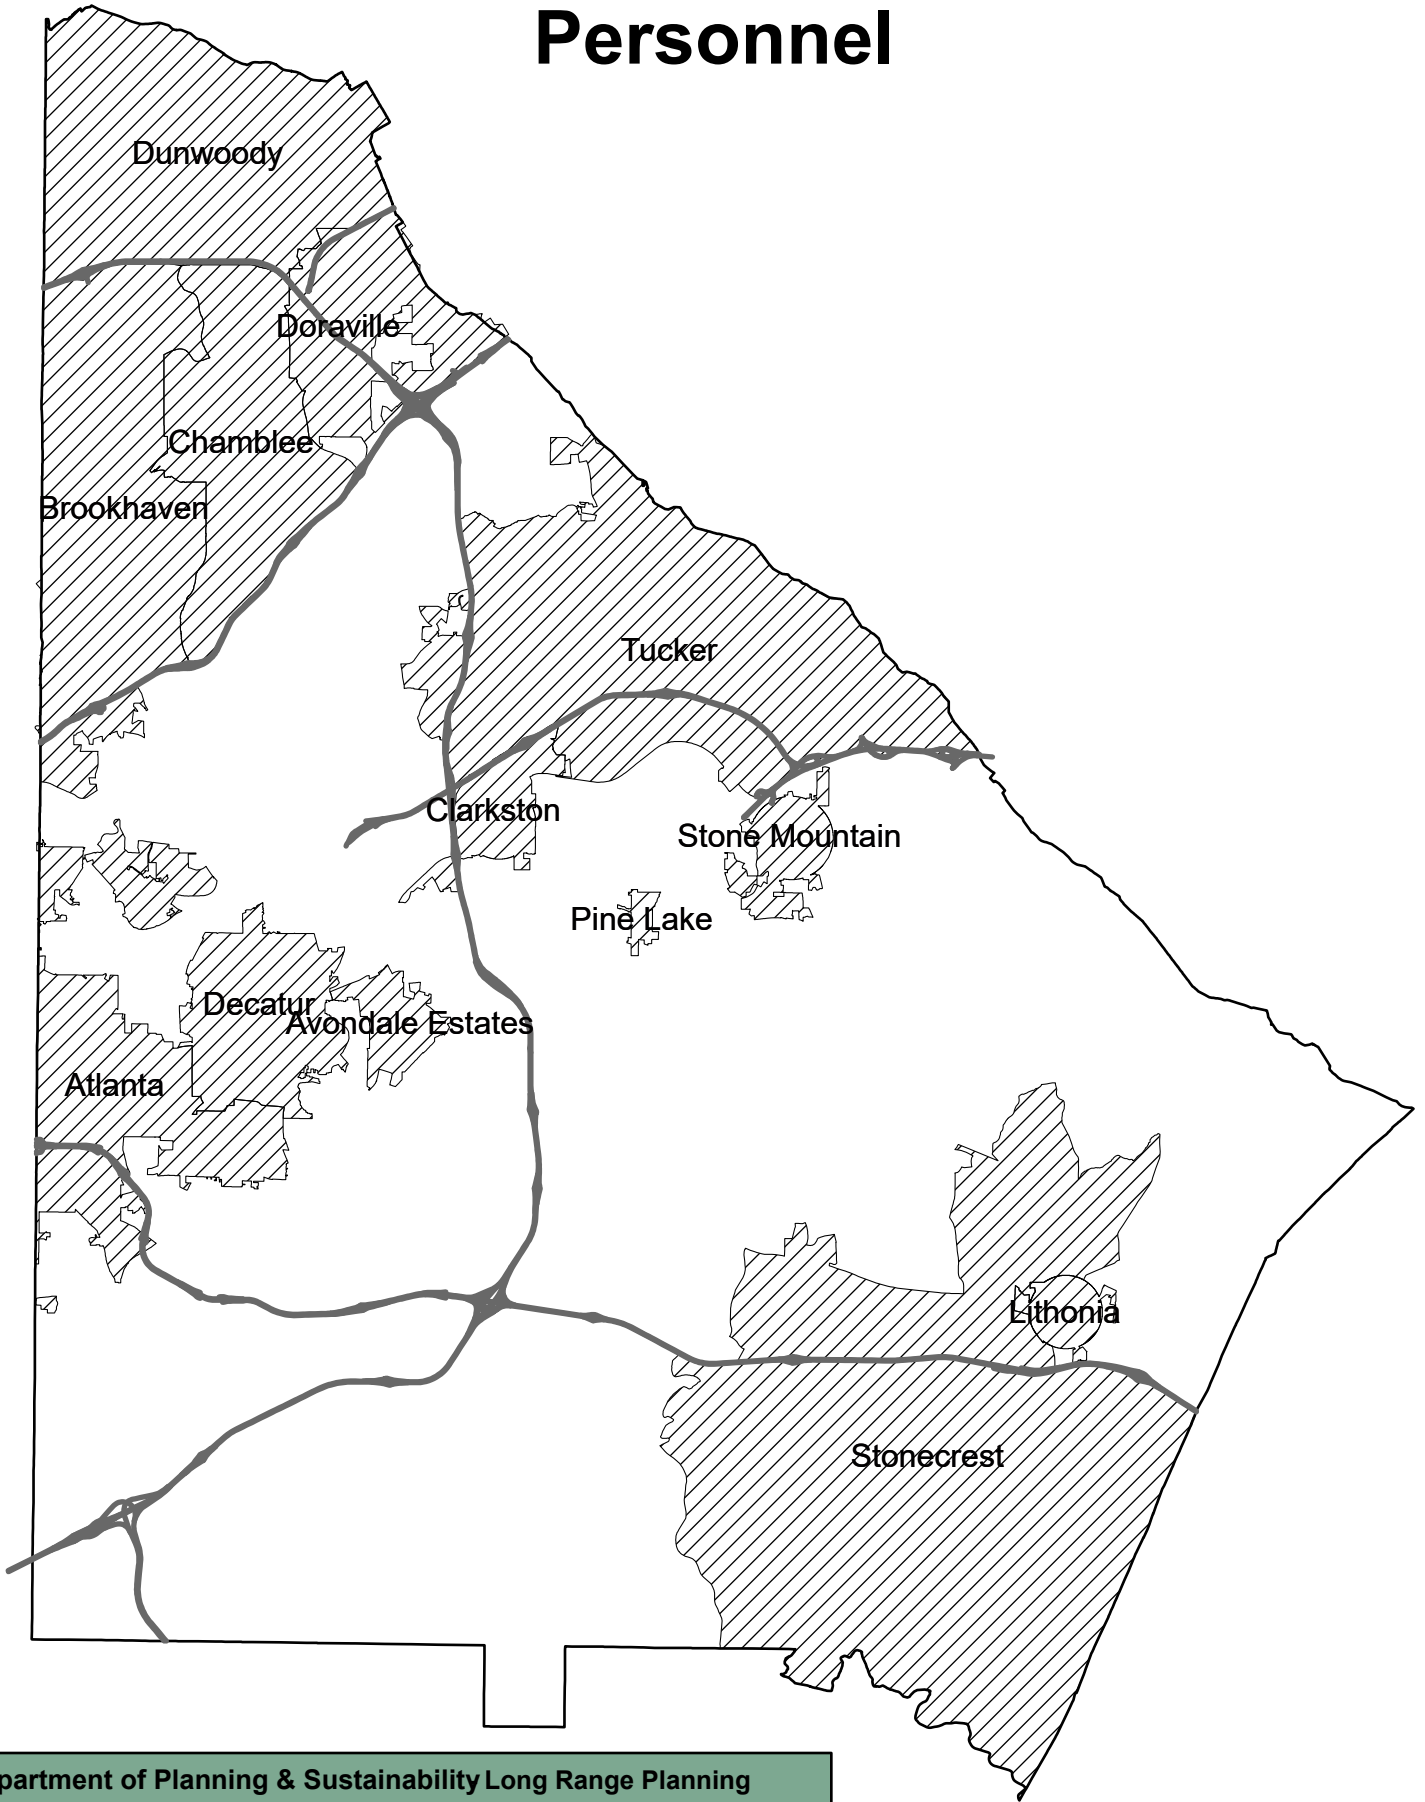 Personnel
Dunwoody
Doraville
Chamblee
Brookhaven
Tucker
Clarkston
Stone Mountain
Pine Lake
Decatur
Avondale Estates
Atlanta
Lithonia
Stonecrest
partment of Planning & Sustainability Long Range Planning